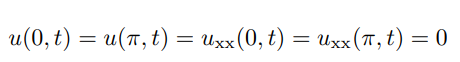 u(0, t) = u(π, t) = u_xx(0, t) = u_xx(π, t) = 0